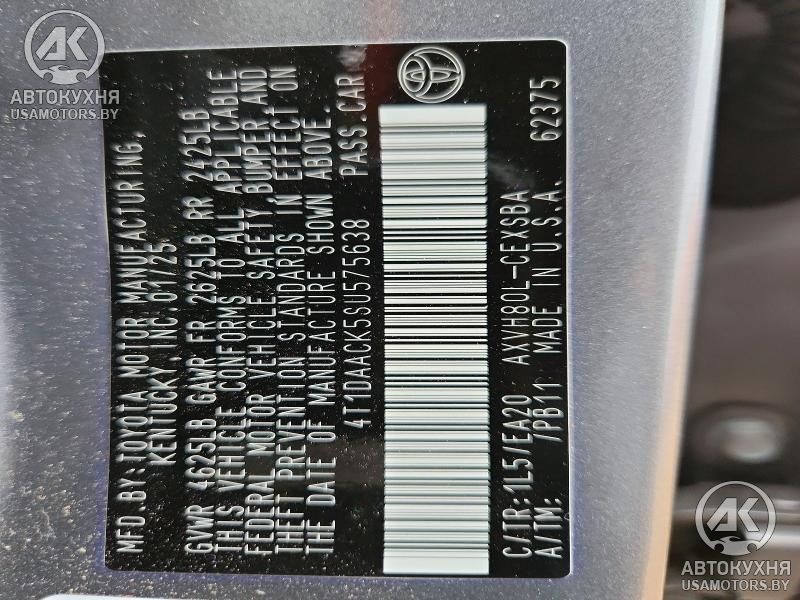 MFD.BY: TOYOTA MOTOR MANUFACTURING,
KENTUCKY, INC. 01/25
GVWR 4625LB GAWR FR 2625LB RR 2425LB
THIS VEHICLE CONFORMS TO ALL APPLICABLE
FEDERAL MOTOR VEHICLE SAFETY, BUMPER, AND
THEFT PREVENTION STANDARDS IN EFFECT ON
THE DATE OF MANUFACTURE SHOWN ABOVE.
4T1DAACK5SU575638 PASS.CAR
C/TR:1L5/EA20 AXVH80L-CEXSBA
A/TM: /PB11 MADE IN U.S.A. 62375
AK
АВТОКУХНЯ
USAMOTORS.BY
AK
АВТОКУХНЯ
USAMOTORS.BY